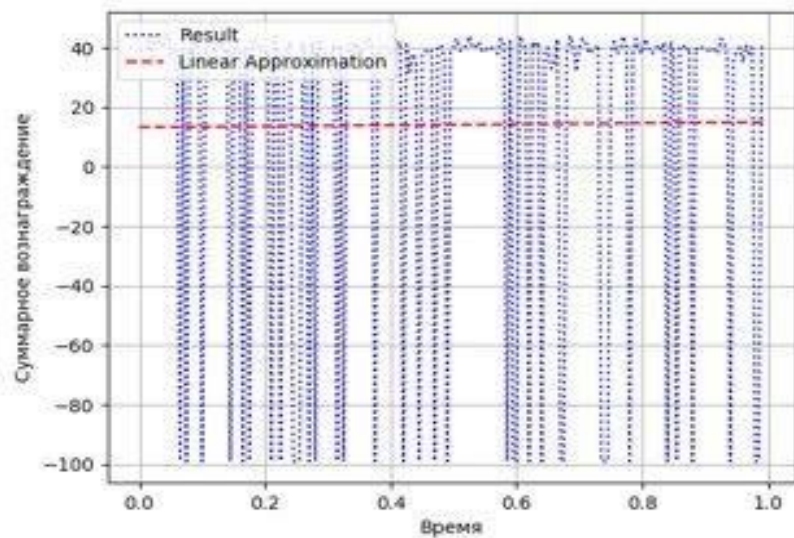 Result
Linear Approximation
40
20
0
−20
−40
−60
−80
−100
Суммарное вознаграждение
0.0 0.2 0.4 0.6 0.8 1.0
Время